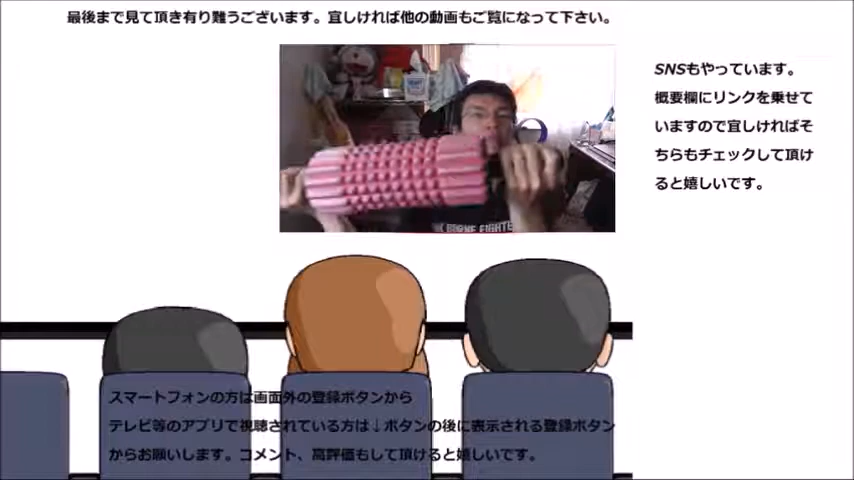 最後まで見て頂き有り難うございます。宜しければ他の動画もご覧になって下さい。
SNSもやっています。
概要欄にリンクを乗せて
いますので宜しければそ
ちらもチェックして頂け
ると嬉しいです。
スマートフォンの方は画面外の登録ボタンから
テレビ等のアプリで視聴されている方は↓ボタンの後に表示される登録ボタン
からお願いします。コメント、高評価もして頂けると嬉しいです。